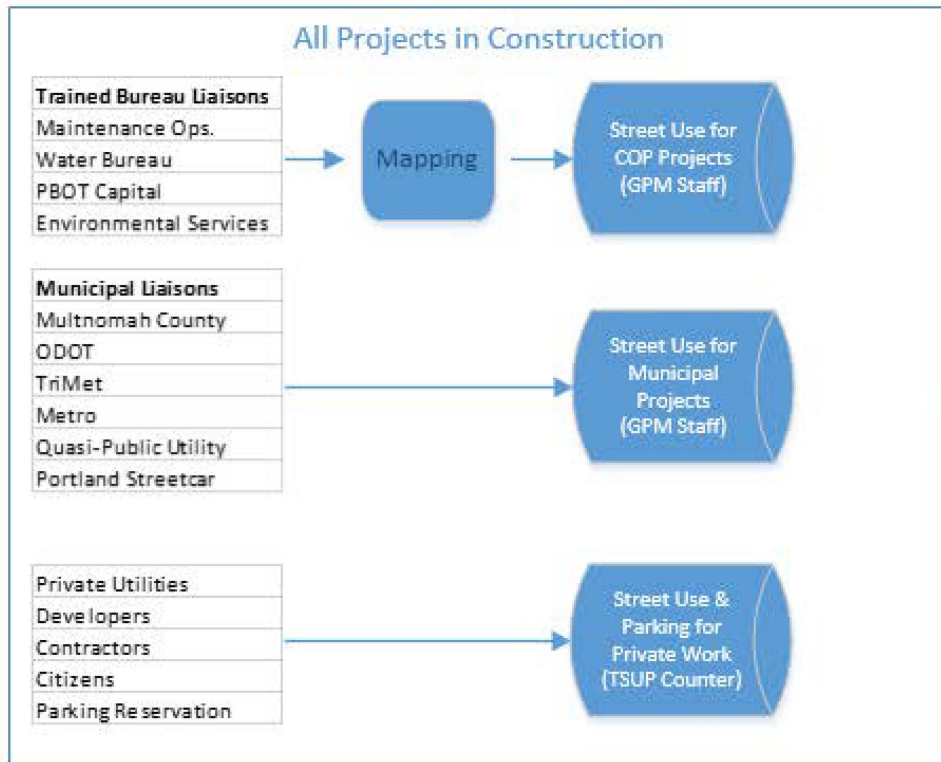 All Projects in Construction
Trained Bureau Liaisons
Maintenance Ops.
Water Bureau
PBOT Capital
Environmental Services
Mapping
Street Use for
COP Projects
(GPM Staff)
Municipal Liaisons
Multnomah County
ODOT
TriMet
Metro
Quasi-Public Utility
Portland Streetcar
Street Use for
Municipal
Projects
(GPM Staff)
Private Utilities
Developers
Contractors
Citizens
Parking Reservation
Street Use &
Parking for
Private Work
(TSUP Counter)